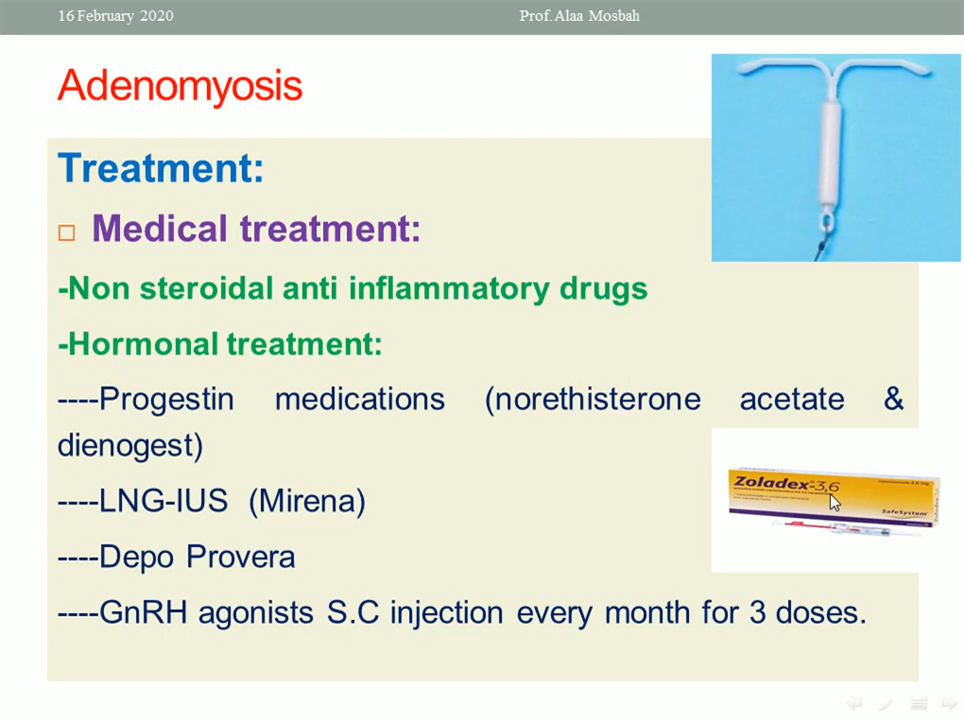 16 February 2020
Prof. Alaa Mosbah
Adenomyosis
Treatment:
Medical treatment:
-Non steroidal anti inflammatory drugs
-Hormonal treatment:
----Progestin medications (norethisterone acetate &
dienogest)
----LNG-IUS (Mirena)
----Depo Provera
----GnRH agonists S.C injection every month for 3 doses.
Zoladex 3,6
SafeSystem